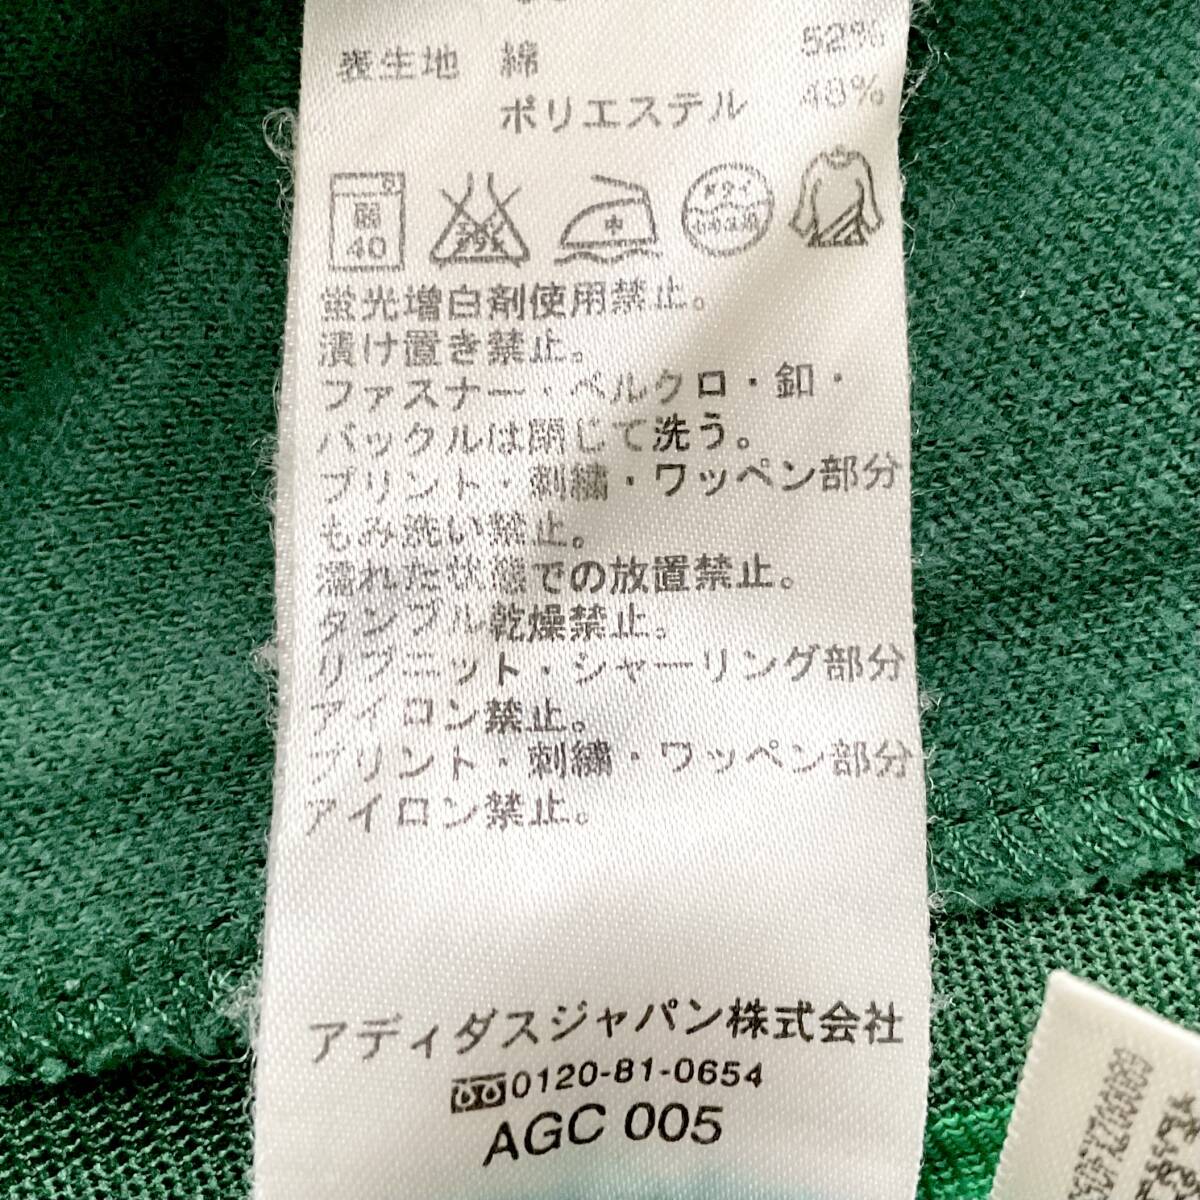 表生地 綿 52%
ポリエステル 48%
弱
40
中
蛍光増白剤使用禁止。
漬け置き禁止。
ファスナー・ベルクロ・釦・
バックルは閉じて洗う。
プリント・刺繍・ワッペン部分
もみ洗い禁止。
濡れた状態での放置禁止。
タンブル乾燥禁止。
リブニット・シャーリング部分
アイロン禁止。
プリント・刺繍・ワッペン部分
アイロン禁止。
アディダスジャパン株式会社
0120-81-0654
AGC 005